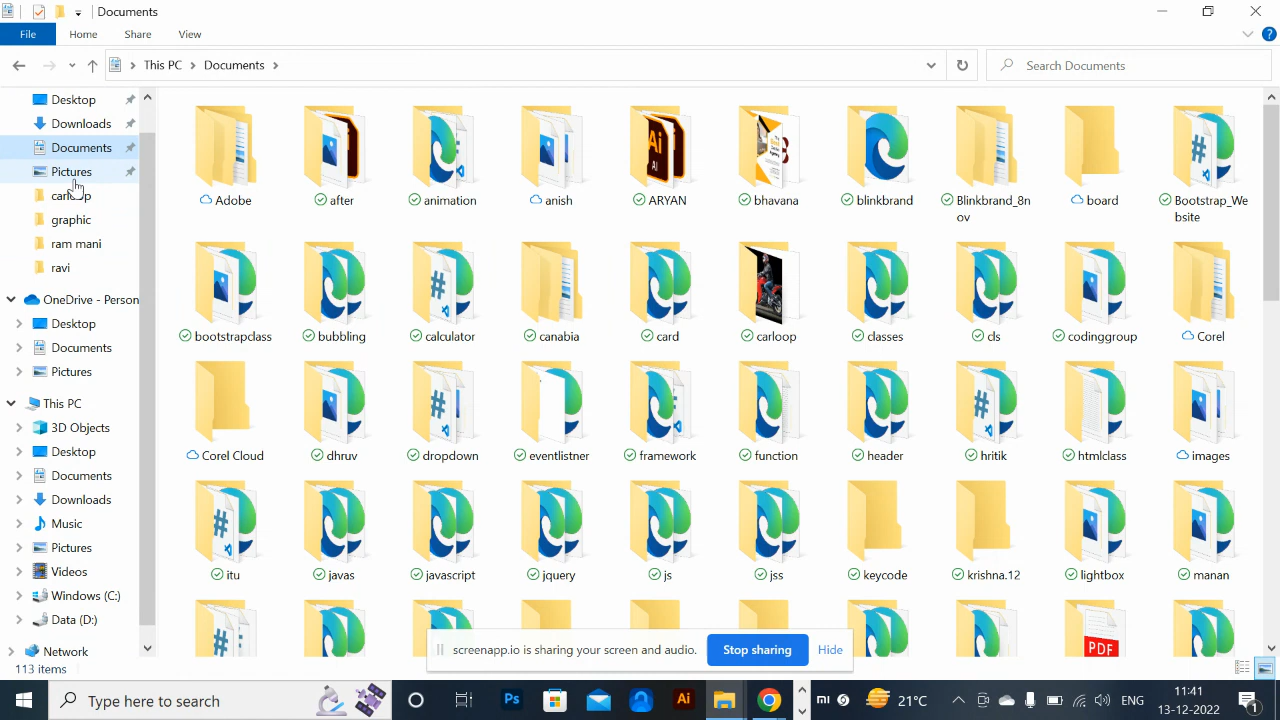 Documents
File Home Share View
This PC Documents Search Documents
Desktop
Downloads
Documents
Pictures
graphic
ram mani
ravi
OneDrive - Person
Desktop
Documents
Pictures
This PC
3D Objects
Desktop
Documents
Downloads
Music
Pictures
Videos
Windows (C:)
Data (D:)
Network
Adobe after animation anish ARYAN bhavana blinkbrand Blinkbrand_8n board Bootstrap_We
ov bsite
bootstrapclass bubbling calculator canabia card carloop classes cls codinggroup Corel
Corel Cloud dhruv dropdown eventlistner framework function header hritik htmlclass images
itu javas javascript jquery js jss keycode krishna.12 lightbox manan
PDF
screenapp.io is sharing your screen and audio. Stop sharing Hide
113 items
Type here to search Ps Ai 21°C ENG 11:41
13-12-2022 1